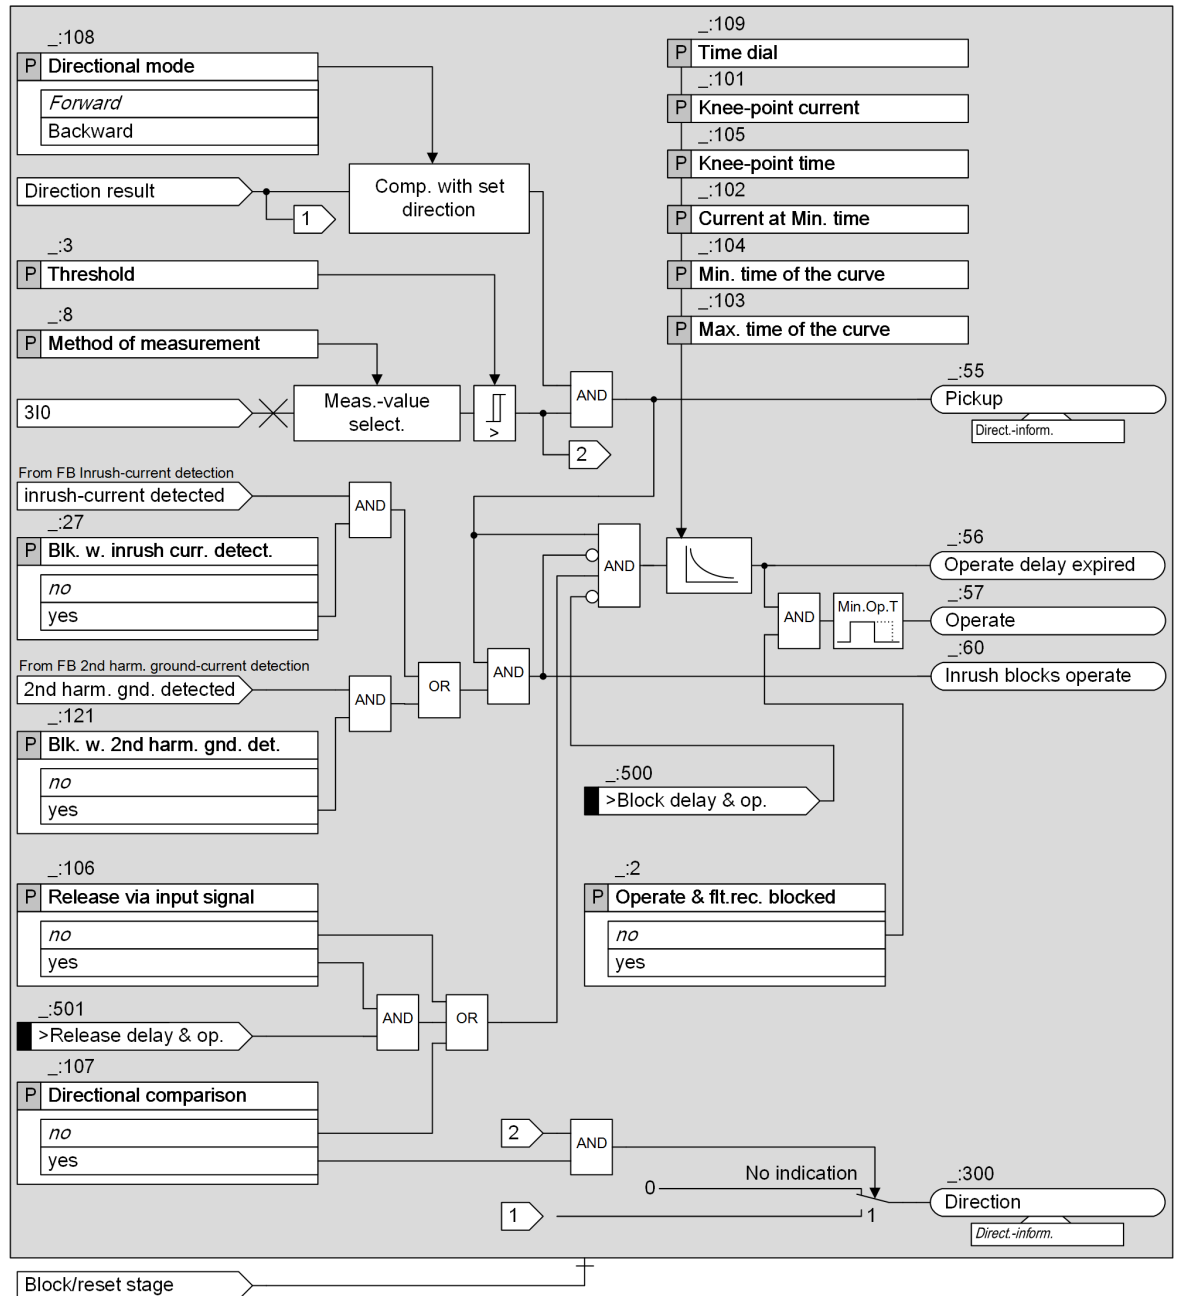 _:108
P Directional mode
Forward
Backward
Direction result
1
Comp. with set
direction
_:3
P Threshold
_:8
P Method of measurement
3I0
Meas.-value
select.
>
2
AND
_:109
P Time dial
_:101
P Knee-point current
_:105
P Knee-point time
_:102
P Current at Min. time
_:104
P Min. time of the curve
_:103
P Max. time of the curve
_:55
Pickup
Direct.-inform.
From FB Inrush-current detection
inrush-current detected
AND
_:27
P Blk. w. inrush curr. detect.
no
yes
From FB 2nd harm. ground-current detection
2nd harm. gnd. detected
AND
OR
AND
_:121
P Blk. w. 2nd harm. gnd. det.
no
yes
AND
_:56
Operate delay expired
_:57
AND
Min.Op.T
Operate
_:60
Inrush blocks operate
_:500
>Block delay & op.
_:106
P Release via input signal
no
yes
_:2
P Operate & flt.rec. blocked
no
yes
_:501
>Release delay & op.
AND
OR
_:107
P Directional comparison
no
yes
2
AND
No indication
0
1
1
_:300
Direction
Direct.-inform.
Block/reset stage